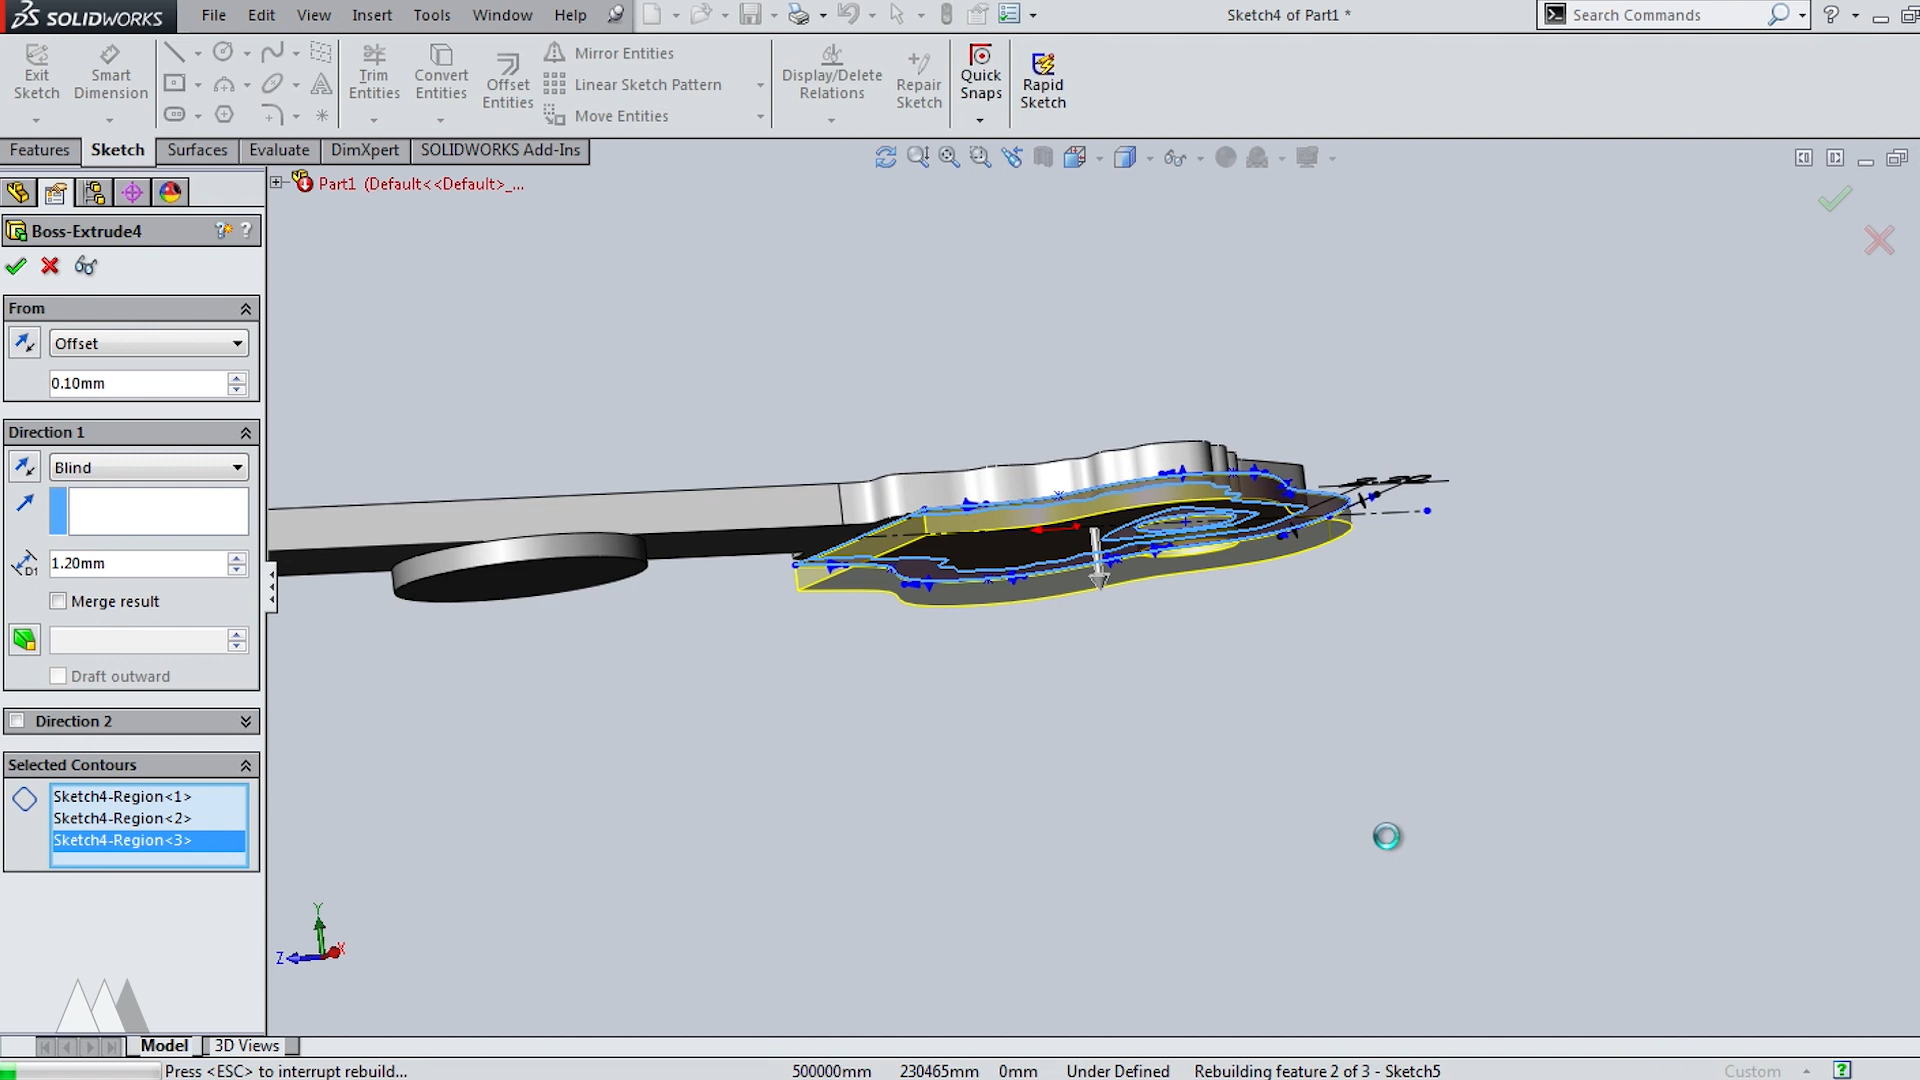 SOLIDWORKS
File Edit View Insert Tools Window Help
Sketch4 of Part1 *
Search Commands
Exit Sketch
Smart Dimension
Trim Entities
Convert Entities
Offset Entities
Mirror Entities
Linear Sketch Pattern
Move Entities
Display/Delete Relations
Repair Sketch
Quick Snaps
Rapid Sketch
Features Sketch Surfaces Evaluate DimXpert SOLIDWORKS Add-Ins
Part1 (Default<<Default>_...
Boss-Extrude4
From
Offset
0.10mm
Direction 1
Blind
D1
1.20mm
Merge result
Draft outward
Direction 2
Selected Contours
Sketch4-Region<1>
Sketch4-Region<2>
Sketch4-Region<3>
Y
Z
X
Model 3D Views
Press <ESC> to interrupt rebuild...
500000mm 230465mm 0mm Under Defined Rebuilding feature 2 of 3 - Sketch5
Custom